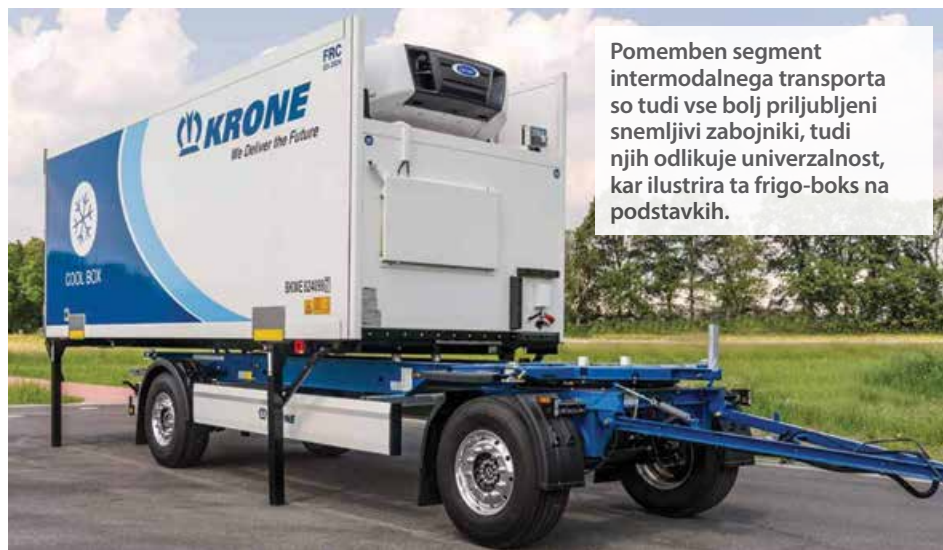 Pomemben segment
intermodalnega transporta
so tudi vse bolj priljubljeni
snemljivi zabojniki, tudi
njih odlikuje univerzalnost,
kar ilustrira ta frigo-boks na
podstavkih.
FRC
KRONE
We Deliver the Future
COOL BOX
KRONE